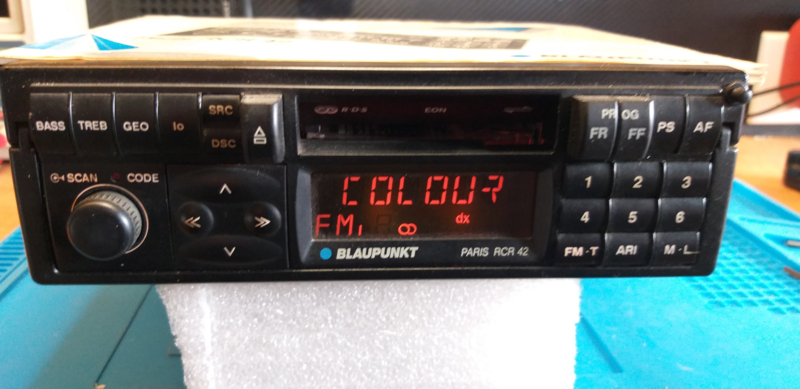 BLAUPUNKT
BASS TREB GEO lo SRC
DSC
R·D·S EON
PROG
FR FF PS AF
SCAN CODE
COLOUR
FM1 dx
BLAUPUNKT PARIS RCR 42
1 2 3
4 5 6
FM·T ARI M·L